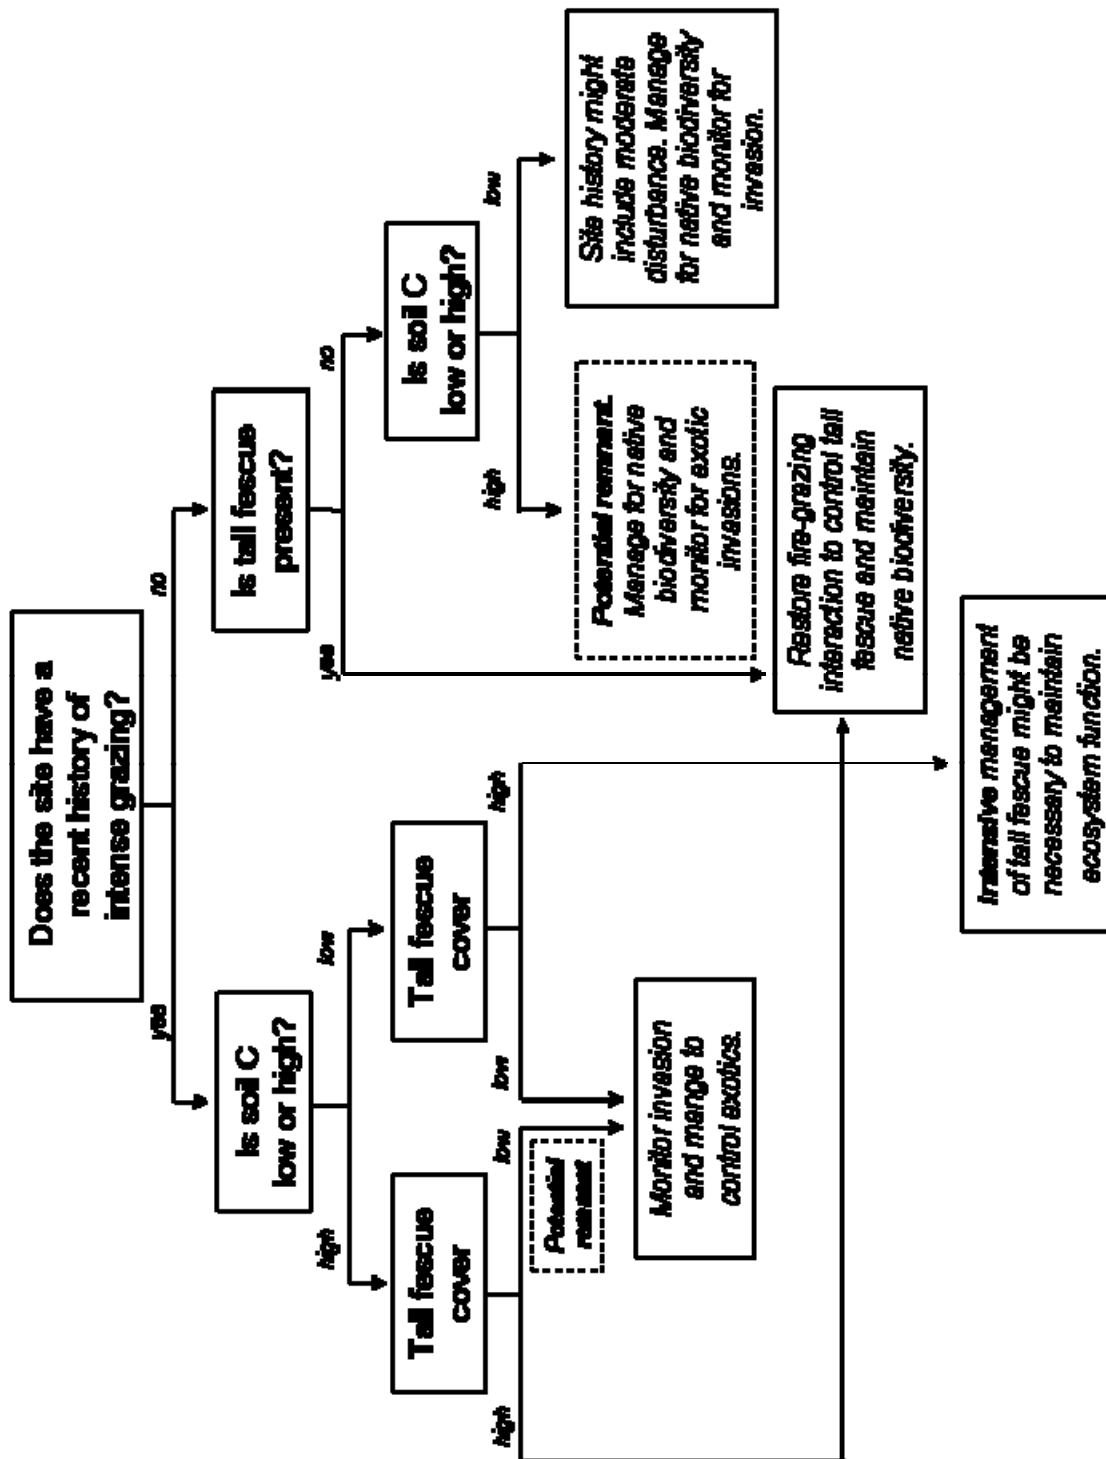 Does the site have a
recent history of
intense grazing?
yes
no
Is soil C
low or high?
Is tall fescue
present?
high
low
yes
no
Tall fescue
cover
Tall fescue
cover
Is soil C
low or high?
high
low
low
high
high
low
Potential
remnant
Monitor invasion
and mange to
control exotics.
Potential remnant.
Manage for native
biodiversity and
monitor for exotic
invasions.
Site history might
include moderate
disturbance. Manage
for native biodiversity
and monitor for
invasion.
Restore fire-grazing
interaction to control tall
fescue and maintain
native biodiversity.
Intensive management
of tall fescue might be
necessary to maintain
ecosystem function.